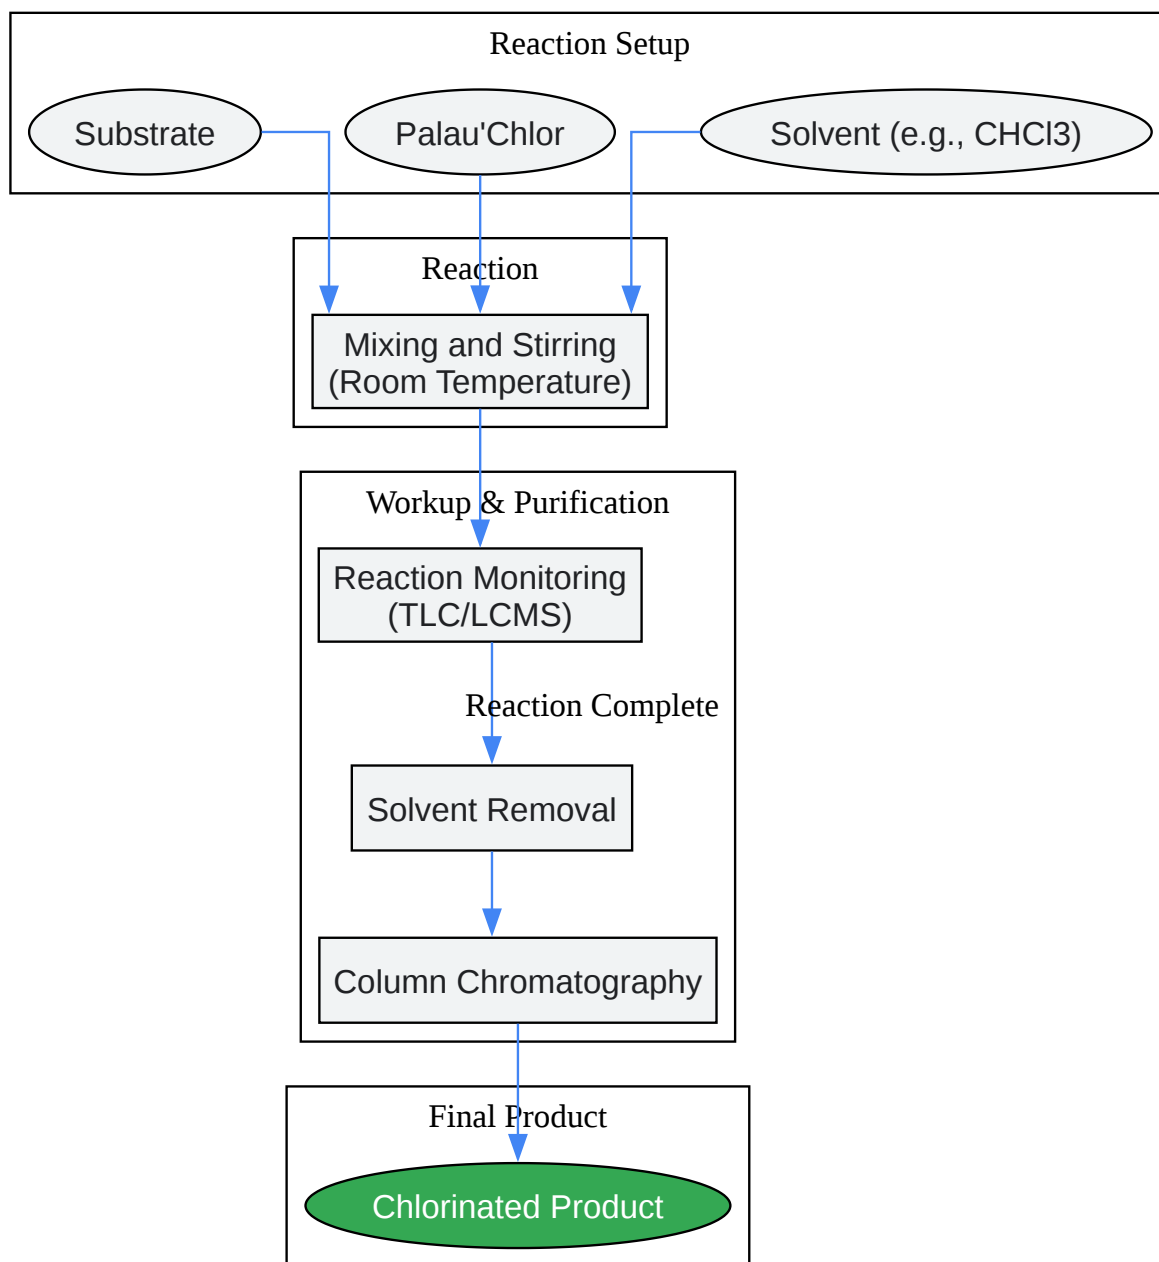 Reaction Setup
Substrate
Palau'Chlor
Solvent (e.g., CHCl3)
Reaction
Mixing and Stirring
(Room Temperature)
Workup & Purification
Reaction Monitoring
(TLC/LCMS)
Reaction Complete
Solvent Removal
Column Chromatography
Final Product
Chlorinated Product